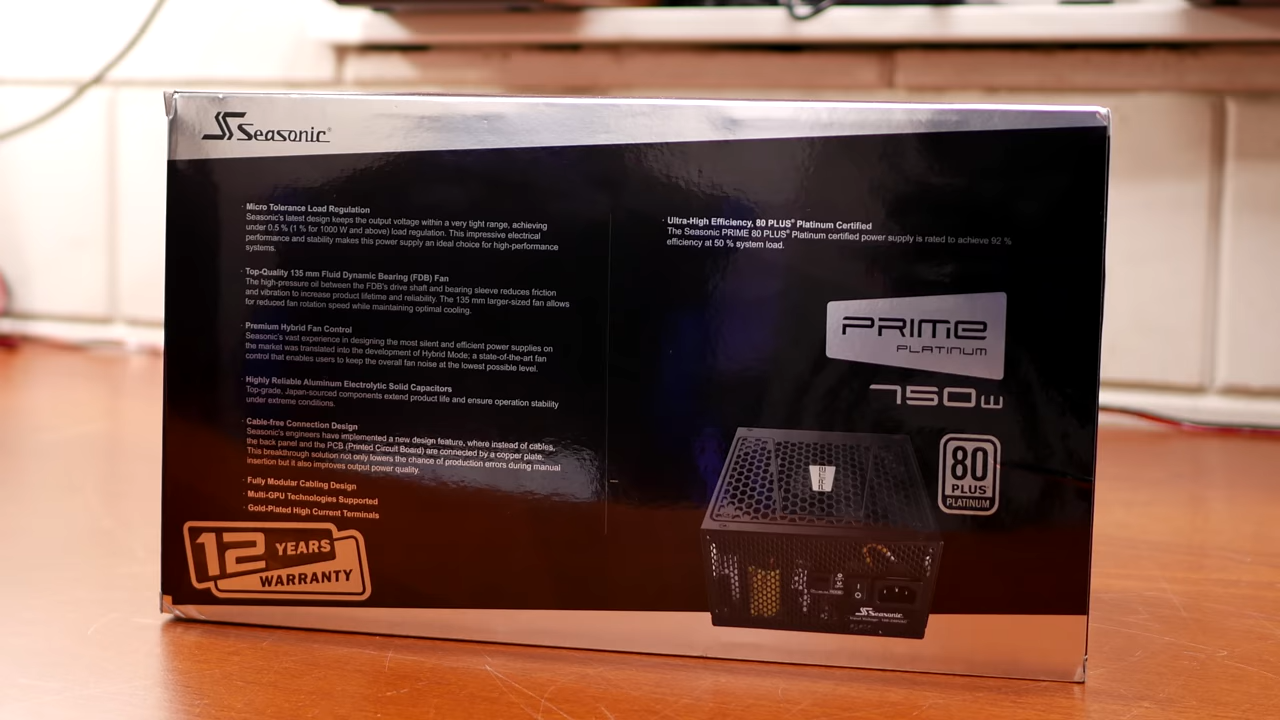 Seasonic®
· Micro Tolerance Load Regulation
Seasonic's latest design keeps the output voltage within a very tight range, achieving
under 0.5 % (1 % for 1000 W and above) load regulation. This impressive electrical
performance and stability makes this power supply an ideal choice for high-performance
systems.
· Top-Quality 135 mm Fluid Dynamic Bearing (FDB) Fan
The high-pressure oil between the FDB's drive shaft and bearing sleeve reduces friction
and vibration to increase product lifetime and reliability. The 135 mm larger-sized fan allows
for reduced fan rotation speed while maintaining optimal cooling.
· Premium Hybrid Fan Control
Seasonic's vast experience in designing the most silent and efficient power supplies on
the market was translated into the development of Hybrid Mode; a state-of-the-art fan
control that enables users to keep the overall fan noise at the lowest possible level.
· Highly Reliable Aluminum Electrolytic Solid Capacitors
Top-grade, Japan-sourced components extend product life and ensure operation stability
under extreme conditions.
· Cable-free Connection Design
Seasonic's engineers have implemented a new design feature, where instead of cables,
the back panel and the PCB (Printed Circuit Board) are connected by a copper plate.
This breakthrough solution not only lowers the chance of production errors during manual
insertion but it also improves output power quality.
· Fully Modular Cabling Design
· Multi-GPU Technologies Supported
· Gold-Plated High Current Terminals
12 YEARS
WARRANTY
· Ultra-High Efficiency, 80 PLUS® Platinum Certified
The Seasonic PRIME 80 PLUS® Platinum certified power supply is rated to achieve 92 %
efficiency at 50 % system load.
PRIME
PLATINUM
750W
80
PLUS®
PLATINUM
PRIME
Seasonic